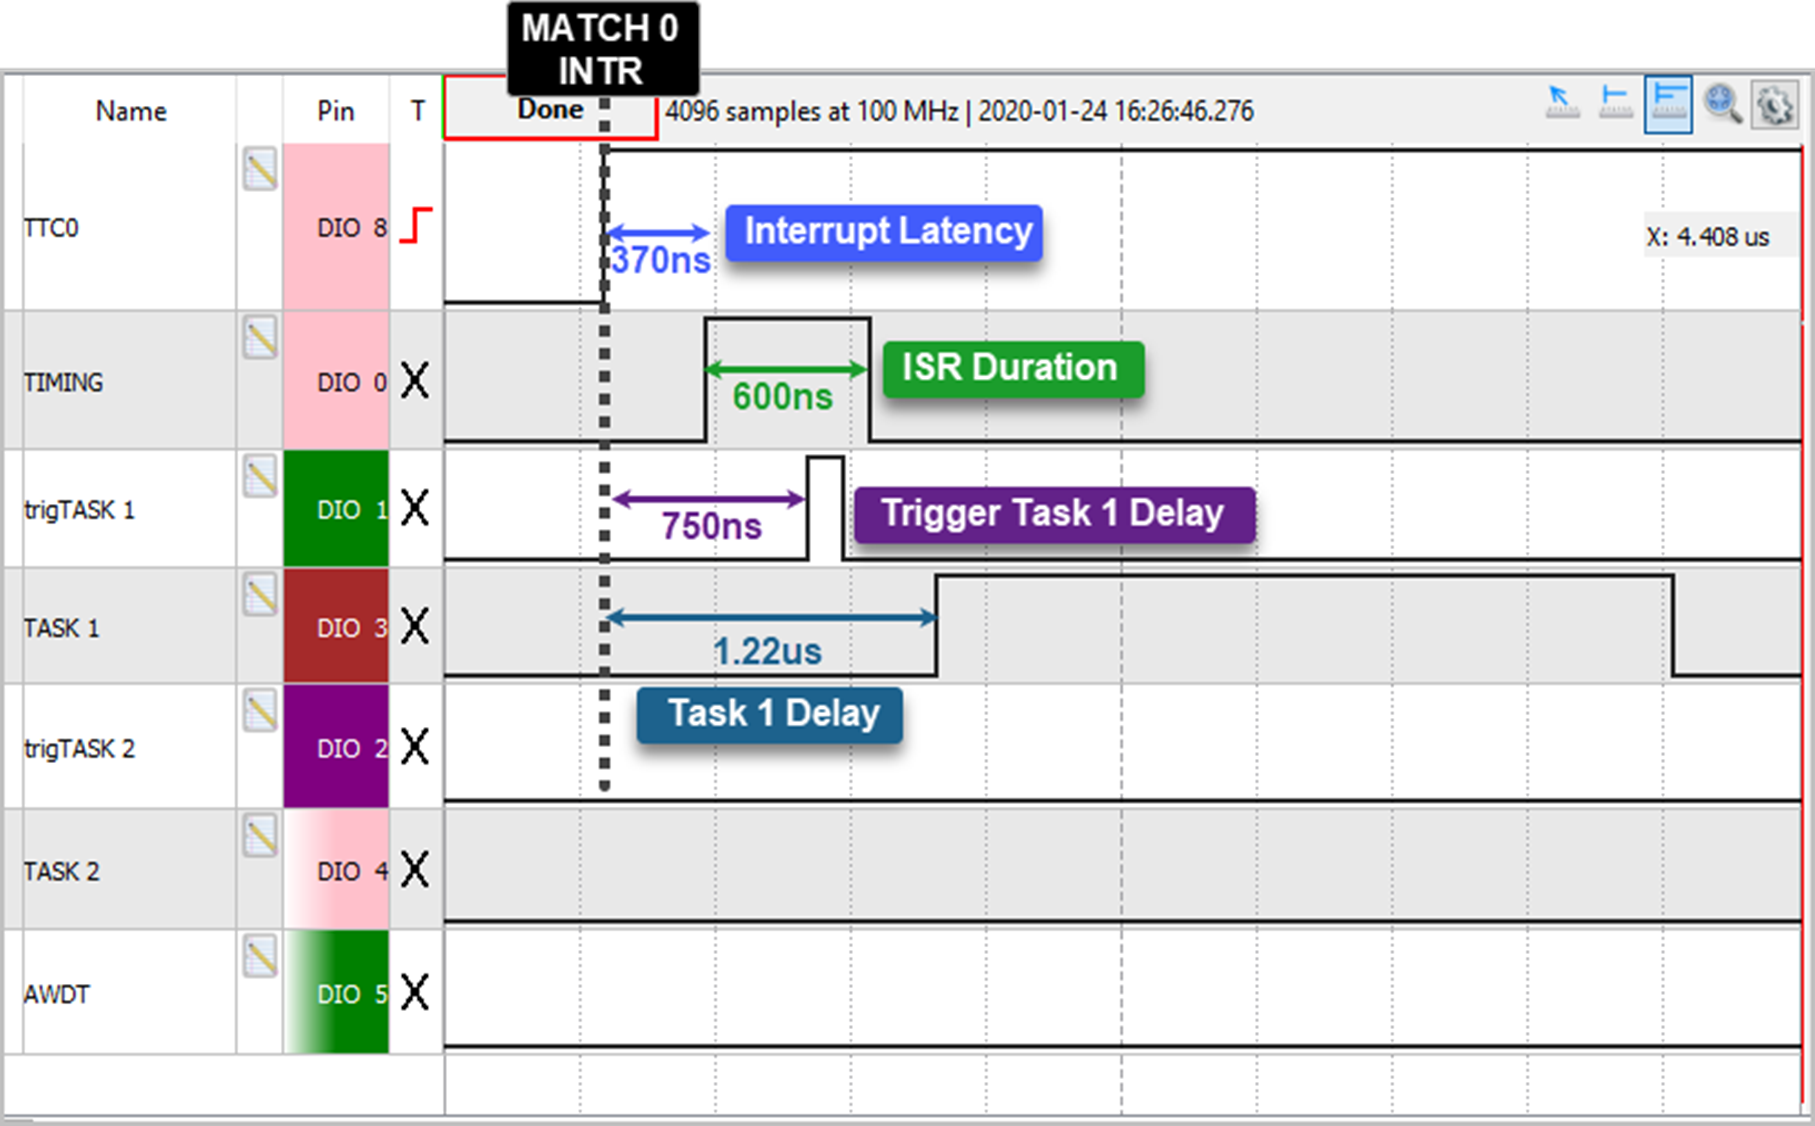 MATCH 0
INTR
Name Pin T Done 4096 samples at 100 MHz | 2020-01-24 16:26:46.276
TTC0 DIO 8 Interrupt Latency X: 4.408 us
370ns
TIMING DIO 0 X ISR Duration
600ns
trigTASK 1 DIO 1 X Trigger Task 1 Delay
750ns
TASK 1 DIO 3 X
1.22us
Task 1 Delay
trigTASK 2 DIO 2 X
TASK 2 DIO 4 X
AWDT DIO 5 X